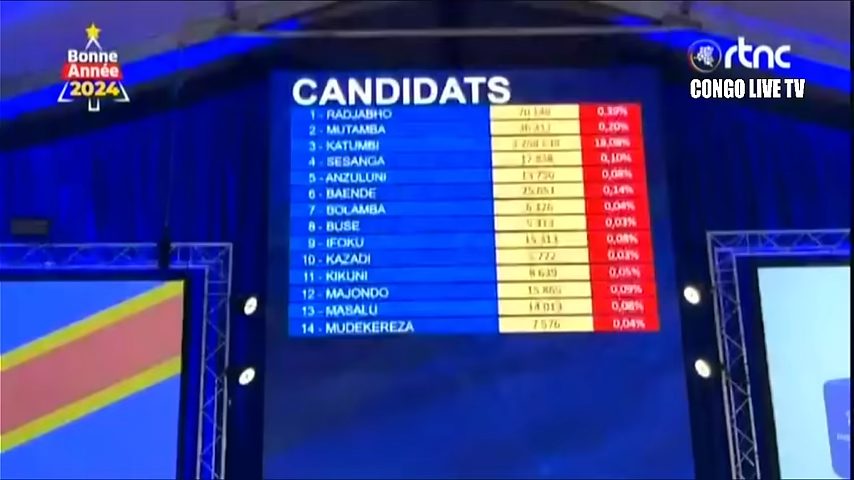 Bonne
Année
2024
rtnc
CONGO LIVE TV
CANDIDATS
1 - RADJABHO 70 148 0,39%
2 - MUTAMBA 36 312 0,20%
3 - KATUMBI 18,08%
4 - SESANGA 17 838 0,10%
5 - ANZULUNI 0,08%
6 - BAENDE 25 051 0,14%
7 - BOLAMBA 0,04%
8 - BUSE 0,03%
9 - IFOKU 15 313 0,08%
10 - KAZADI 5 772 0,03%
11 - KIKUNI 8 639 0,05%
12 - MAJONDO 15 865 0,09%
13 - MASALU 14 013 0,08%
14 - MUDEKEREZA 7 576 0,04%